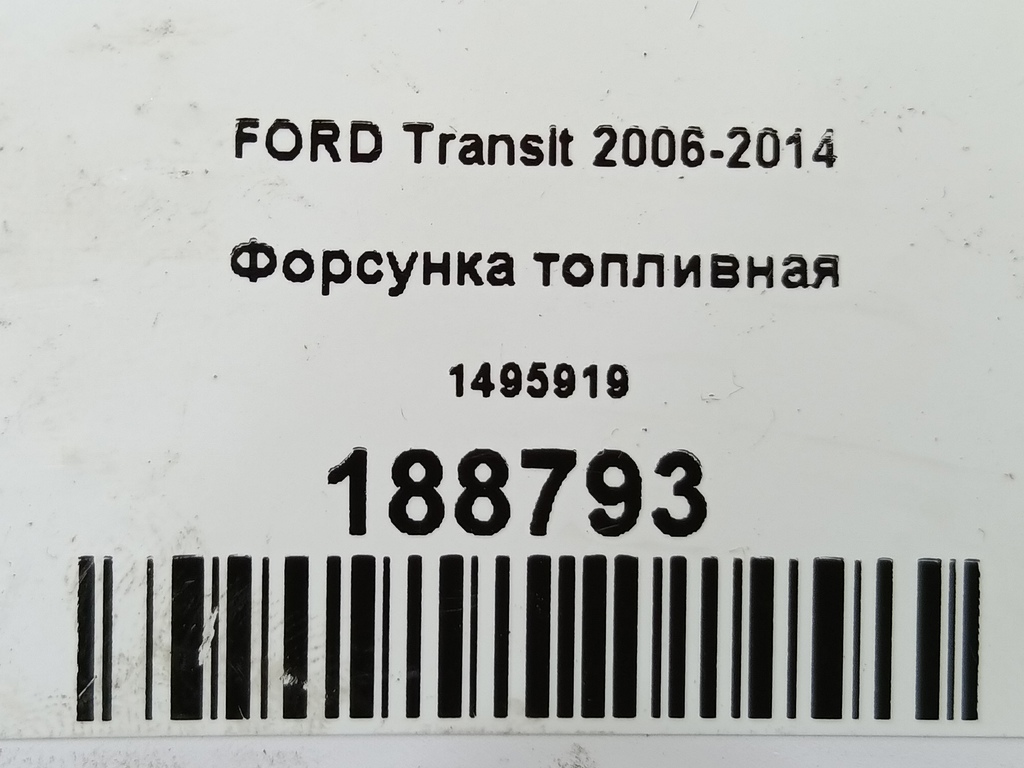 FORD Transit 2006-2014
Форсунка топливная
1495919
188793